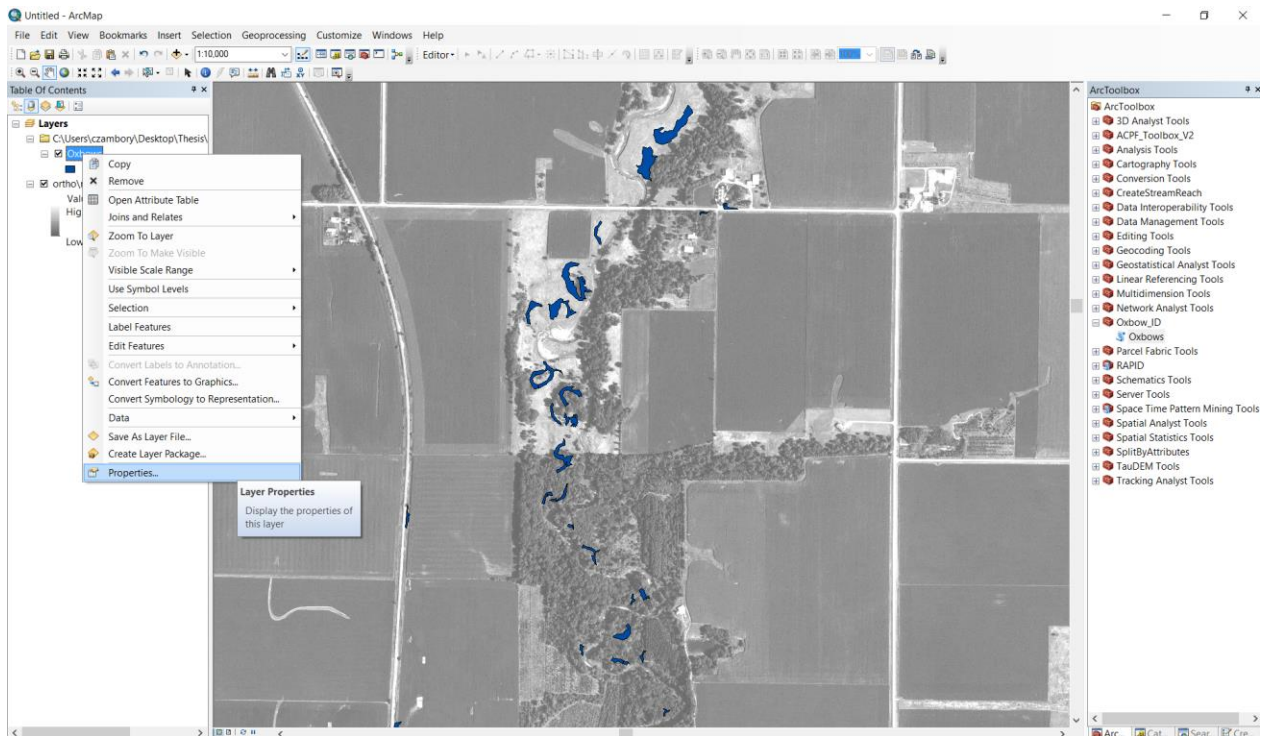 Untitled - ArcMap
File Edit View Bookmarks Insert Selection Geoprocessing Customize Windows Help
1:10,000
Editor
Table Of Contents
Layers
C:\Users\czambory\Desktop\Thesis\
Oxbows
Copy
Remove
Open Attribute Table
Joins and Relates
Zoom To Layer
Zoom To Make Visible
Visible Scale Range
Use Symbol Levels
Selection
Label Features
Edit Features
Convert Labels to Annotation...
Convert Features to Graphics...
Convert Symbology to Representation...
Data
Save As Layer File...
Create Layer Package...
Properties...
Layer Properties
Display the properties of
this layer
ArcToolbox
ArcToolbox
3D Analyst Tools
ACPF_Toolbox_V2
Analysis Tools
Cartography Tools
Conversion Tools
CreateStreamReach
Data Interoperability Tools
Data Management Tools
Editing Tools
Geocoding Tools
Geostatistical Analyst Tools
Linear Referencing Tools
Multidimension Tools
Network Analyst Tools
Oxbow_ID
Oxbows
Parcel Fabric Tools
RAPID
Schematics Tools
Server Tools
Space Time Pattern Mining Tools
Spatial Analyst Tools
Spatial Statistics Tools
SplitByAttributes
TauDEM Tools
Tracking Analyst Tools
Arc... Cat... Sear... Cre...